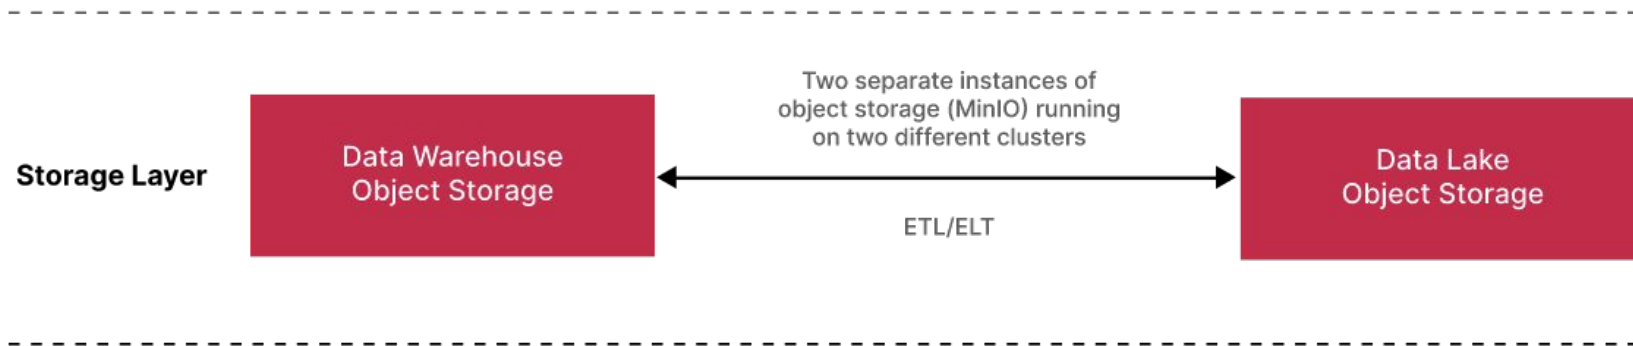 Two separate instances of
object storage (MinIO) running
on two different clusters
Storage Layer
Data Warehouse
Object Storage
ETL/ELT
Data Lake
Object Storage